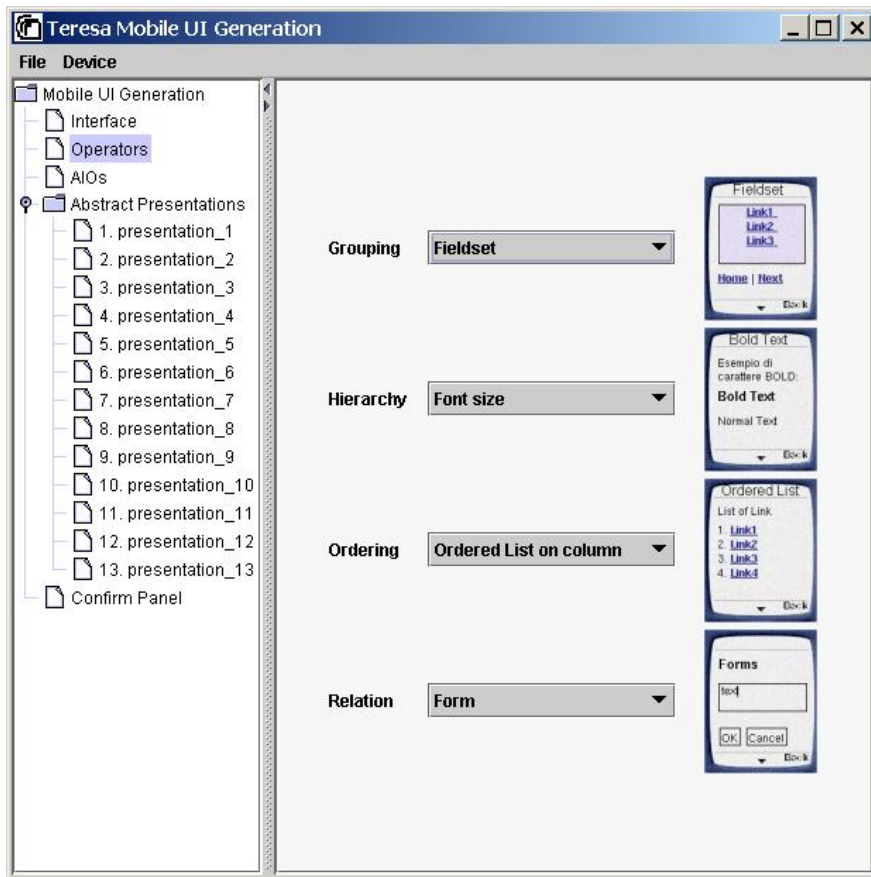 Teresa Mobile UI Generation
File Device
Mobile UI Generation
Interface
Operators
AIOs
Abstract Presentations
1. presentation_1
2. presentation_2
3. presentation_3
4. presentation_4
5. presentation_5
6. presentation_6
7. presentation_7
8. presentation_8
9. presentation_9
10. presentation_10
11. presentation_11
12. presentation_12
13. presentation_13
Confirm Panel
Grouping Fieldset
Fieldset
Link1
Link2
Link3
Home | Next
Back
Hierarchy Font size
Bold Text
Esempio di
carattere BOLD:
Bold Text
Normal Text
Back
Ordering Ordered List on column
Ordered List
List of Link
1. Link1
2. Link2
3. Link3
4. Link4
Back
Relation Form
Forms
text
OK Cancel
Back